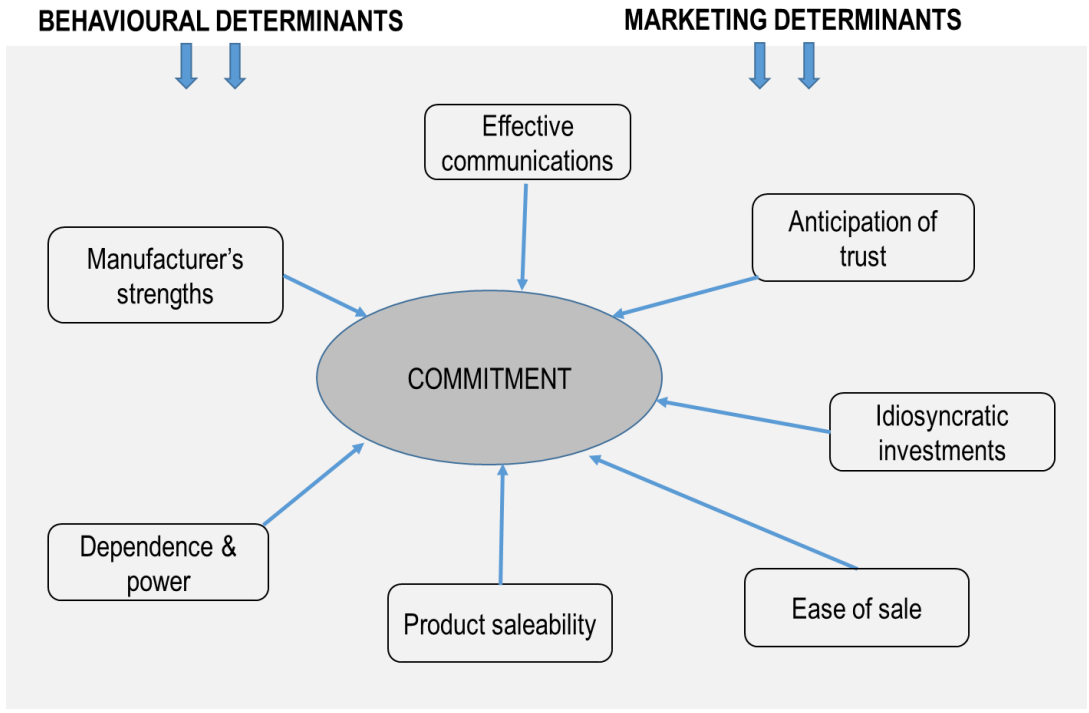 BEHAVIOURAL DETERMINANTS
MARKETING DETERMINANTS
Effective
communications
Anticipation of
trust
Manufacturer’s
strengths
COMMITMENT
Idiosyncratic
investments
Dependence &
power
Product saleability
Ease of sale